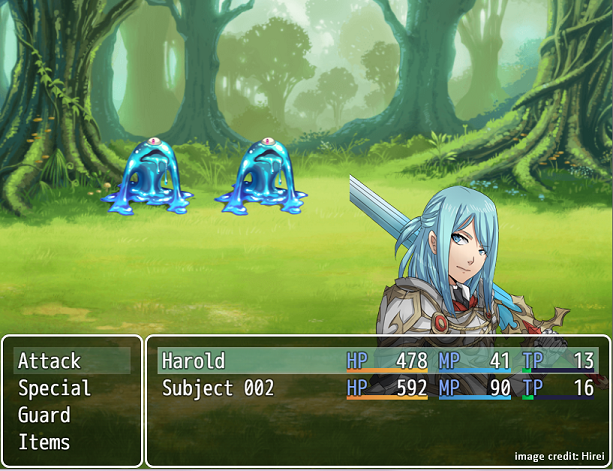 Attack
Special
Guard
Items
Harold HP 478 MP 41 TP 13
Subject 002 HP 592 MP 90 TP 16
image credit: Hirei